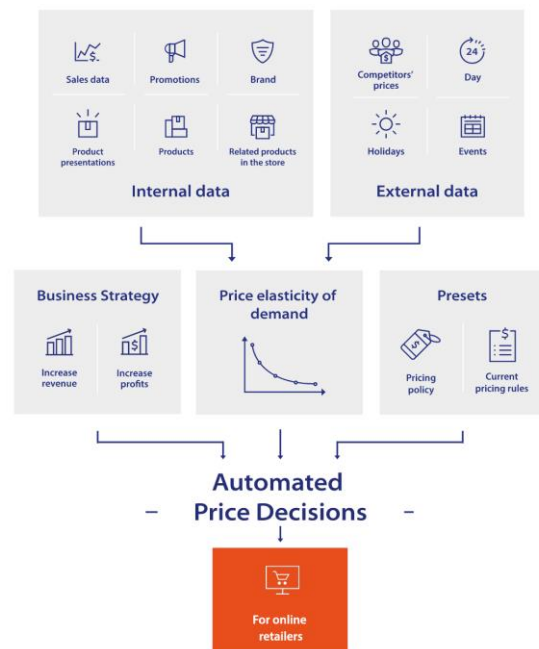 $
Sales data
Promotions
Brand
Product
presentations
Products
Related products
in the store
Internal data
$
Competitors'
prices
24
Day
Holidays
Events
External data
Business Strategy
Increase
revenue
$
Increase
profits
Price elasticity of
demand
Presets
$
Pricing
policy
$
Current
pricing rules
Automated
– Price Decisions –
For online
retailers